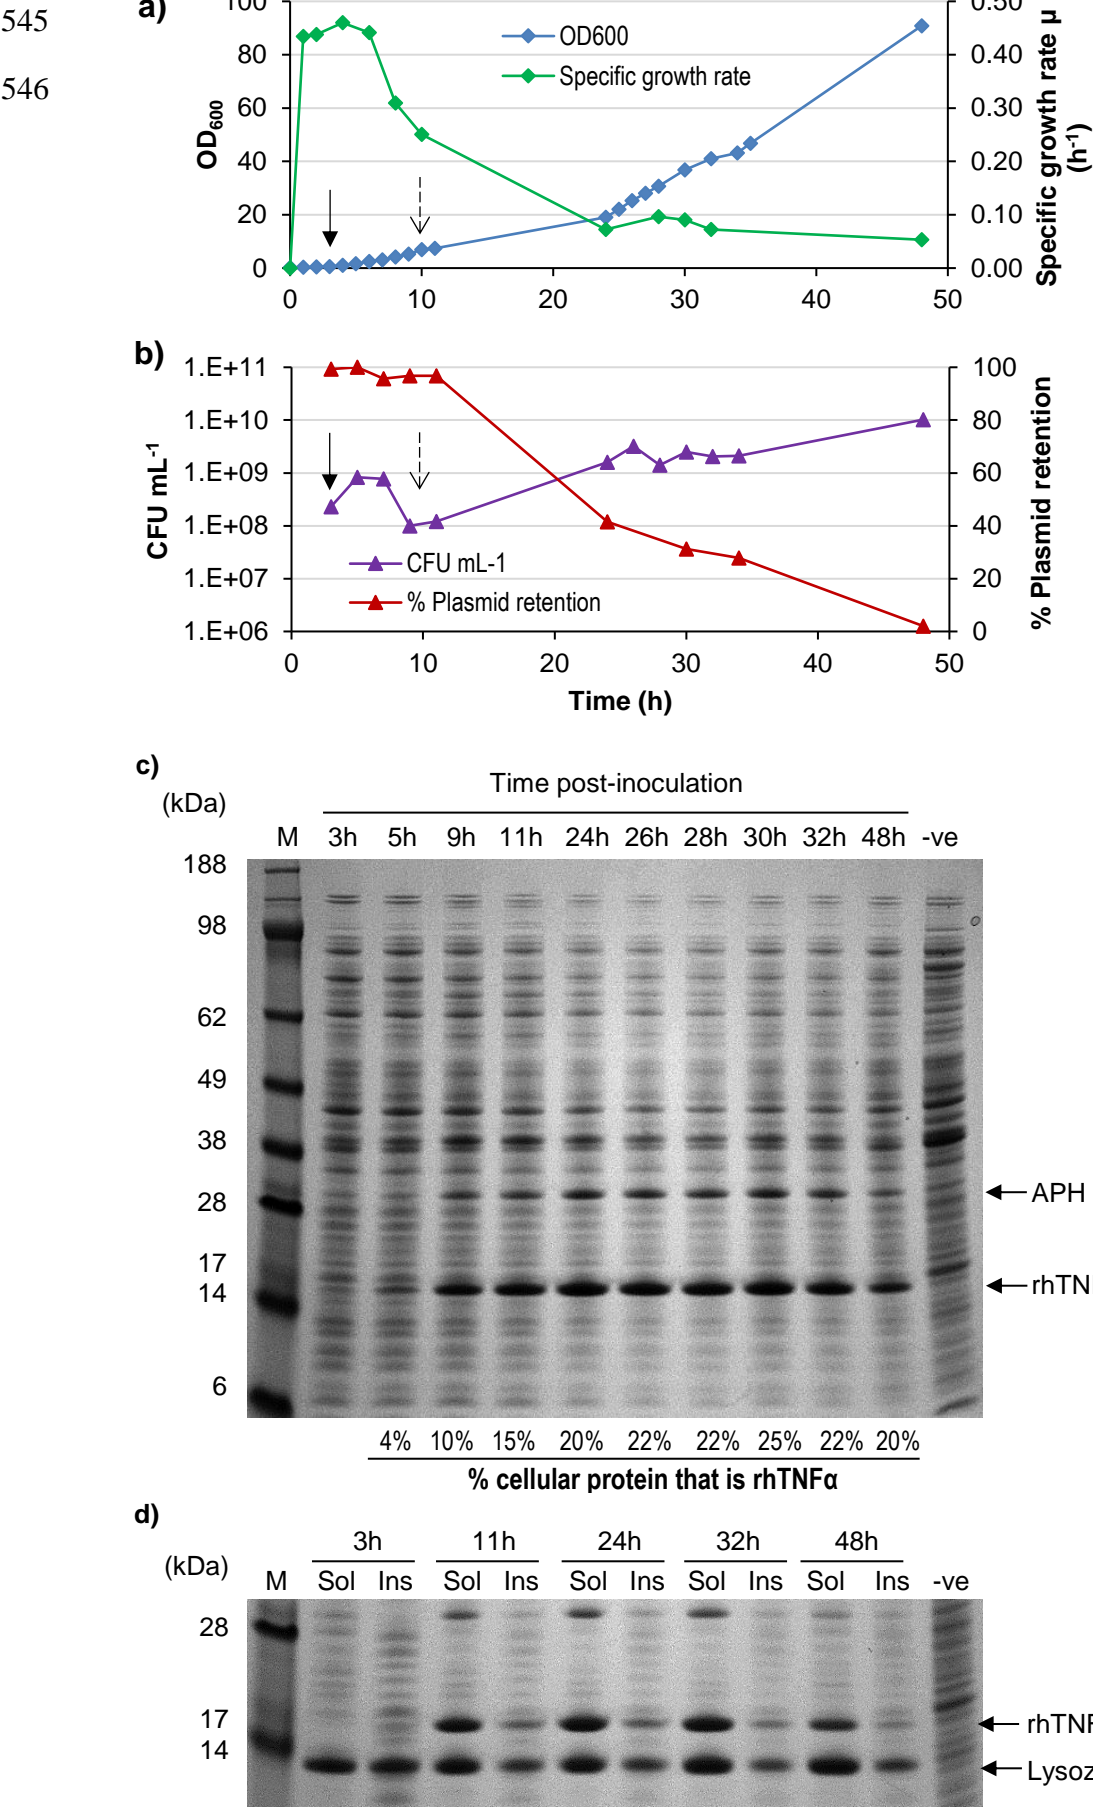 545
546
a)
100
80
60
40
20
0
OD600
0.50
0.40
0.30
0.20
0.10
0.00
Specific growth rate µ
(h-1)
OD600
Specific growth rate
0 10 20 30 40 50
b)
1.E+11
1.E+10
1.E+09
1.E+08
1.E+07
1.E+06
CFU mL-1
100
80
60
40
20
0
% Plasmid retention
CFU mL-1
% Plasmid retention
0 10 20 30 40 50
Time (h)
c)
Time post-inoculation
(kDa)
M 3h 5h 9h 11h 24h 26h 28h 30h 32h 48h -ve
188
98
62
49
38
28
17
14
6
APH
rhTN
4% 10% 15% 20% 22% 22% 25% 22% 20%
% cellular protein that is rhTNFα
d)
3h 11h 24h 32h 48h
(kDa)
M Sol Ins Sol Ins Sol Ins Sol Ins Sol Ins -ve
28
17
14
rhTNF
Lysoz